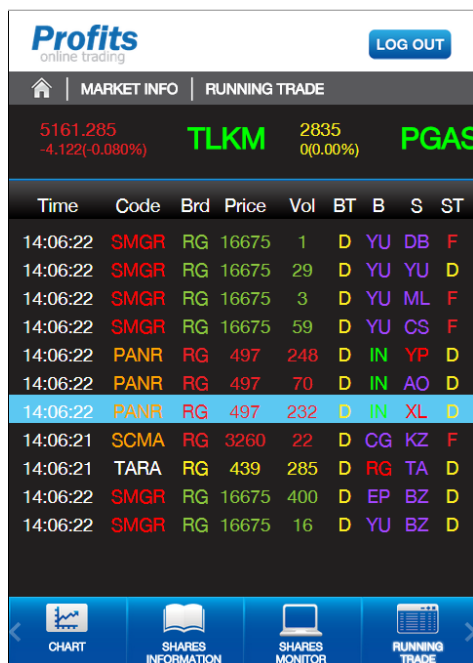 Profits
online trading
LOG OUT
MARKET INFO | RUNNING TRADE
5161.285
-4.122(-0.080%)
TLKM
2835
0(0.00%)
PGAS
Time Code Brd Price Vol BT B S ST
14:06:22 SMGR RG 16675 1 D YU DB F
14:06:22 SMGR RG 16675 29 D YU YU D
14:06:22 SMGR RG 16675 3 D YU ML F
14:06:22 SMGR RG 16675 59 D YU CS F
14:06:22 PANR RG 497 248 D IN YP D
14:06:22 PANR RG 497 70 D IN AO D
14:06:22 PANR RG 497 232 D IN XL D
14:06:21 SCMA RG 3260 22 D CG KZ F
14:06:21 TARA RG 439 285 D RG TA D
14:06:22 SMGR RG 16675 400 D EP BZ D
14:06:22 SMGR RG 16675 16 D YU BZ D
CHART
SHARES
INFORMATION
SHARES
MONITOR
RUNNING
TRADE